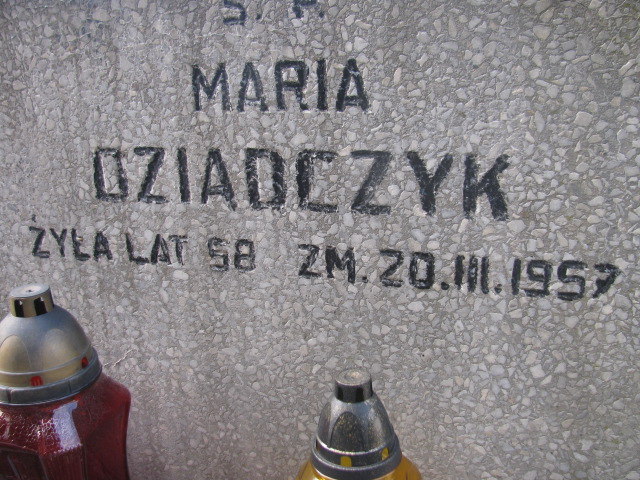 Ś. P.
MARIA
DZIADCZYK
ŻYŁA LAT 58 ZM. 20.III.1957